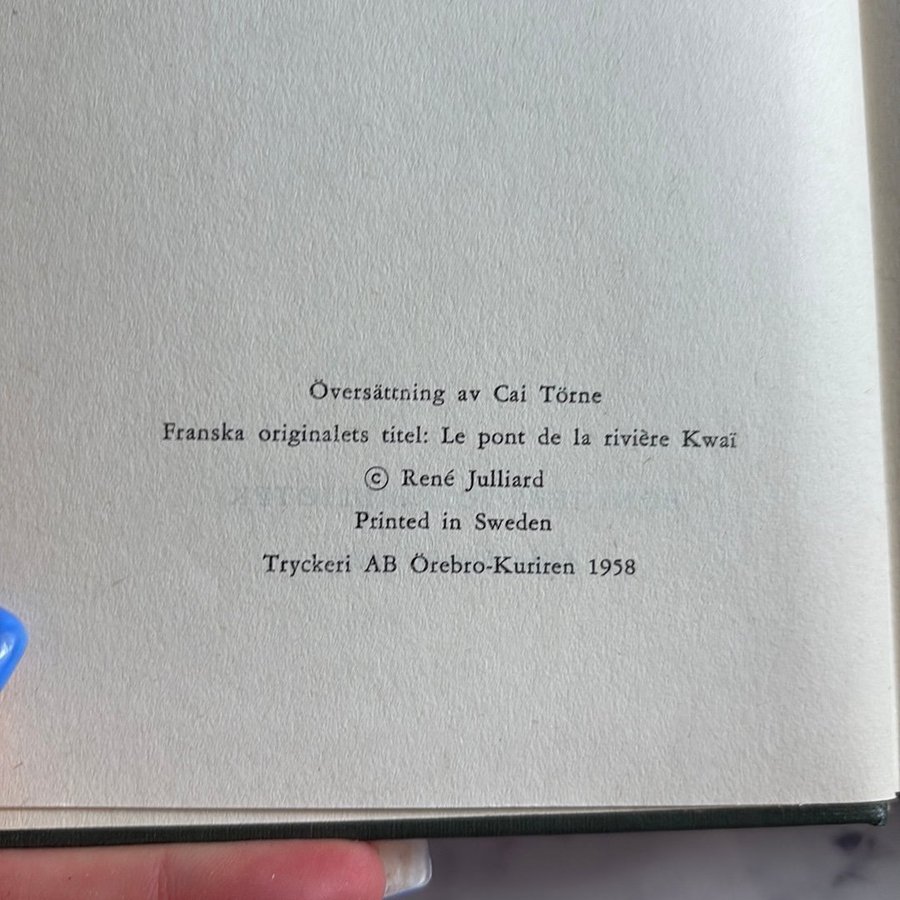 Översättning av Cai Törne
Franska originalets titel: Le pont de la rivière Kwaï
© René Julliard
Printed in Sweden
Tryckeri AB Örebro-Kuriren 1958